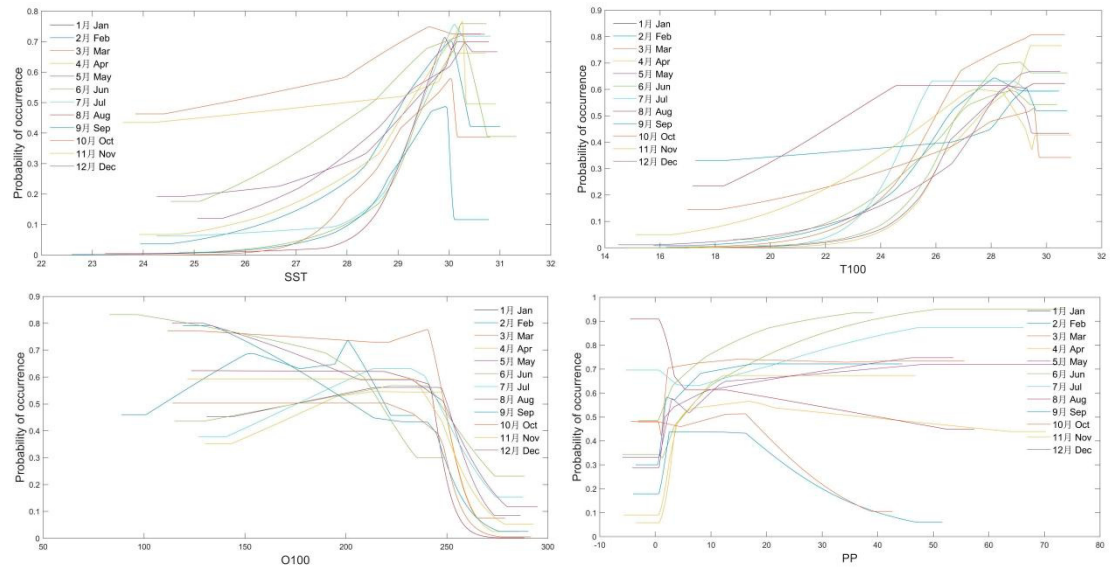 0.8
0.7
0.6
0.5
0.4
0.3
0.2
0.1
0
Probability of occurrence
1月 Jan
2月 Feb
3月 Mar
4月 Apr
5月 May
6月 Jun
7月 Jul
8月 Aug
9月 Sep
10月 Oct
11月 Nov
12月 Dec
22 23 24 25 26 27 28 29 30 31 32
SST
0.9
0.8
0.7
0.6
0.5
0.4
0.3
0.2
0.1
0
Probability of occurrence
1月 Jan
2月 Feb
3月 Mar
4月 Apr
5月 May
6月 Jun
7月 Jul
8月 Aug
9月 Sep
10月 Oct
11月 Nov
12月 Dec
14 16 18 20 22 24 26 28 30 32
T100
0.9
0.8
0.7
0.6
0.5
0.4
0.3
0.2
0.1
0
Probability of occurrence
1月 Jan
2月 Feb
3月 Mar
4月 Apr
5月 May
6月 Jun
7月 Jul
8月 Aug
9月 Sep
10月 Oct
11月 Nov
12月 Dec
50 100 150 200 250 300
O100
1
0.9
0.8
0.7
0.6
0.5
0.4
0.3
0.2
0.1
0
Probability of occurrence
1月 Jan
2月 Feb
3月 Mar
4月 Apr
5月 May
6月 Jun
7月 Jul
8月 Aug
9月 Sep
10月 Oct
11月 Nov
12月 Dec
-10 0 10 20 30 40 50 60 70 80
PP